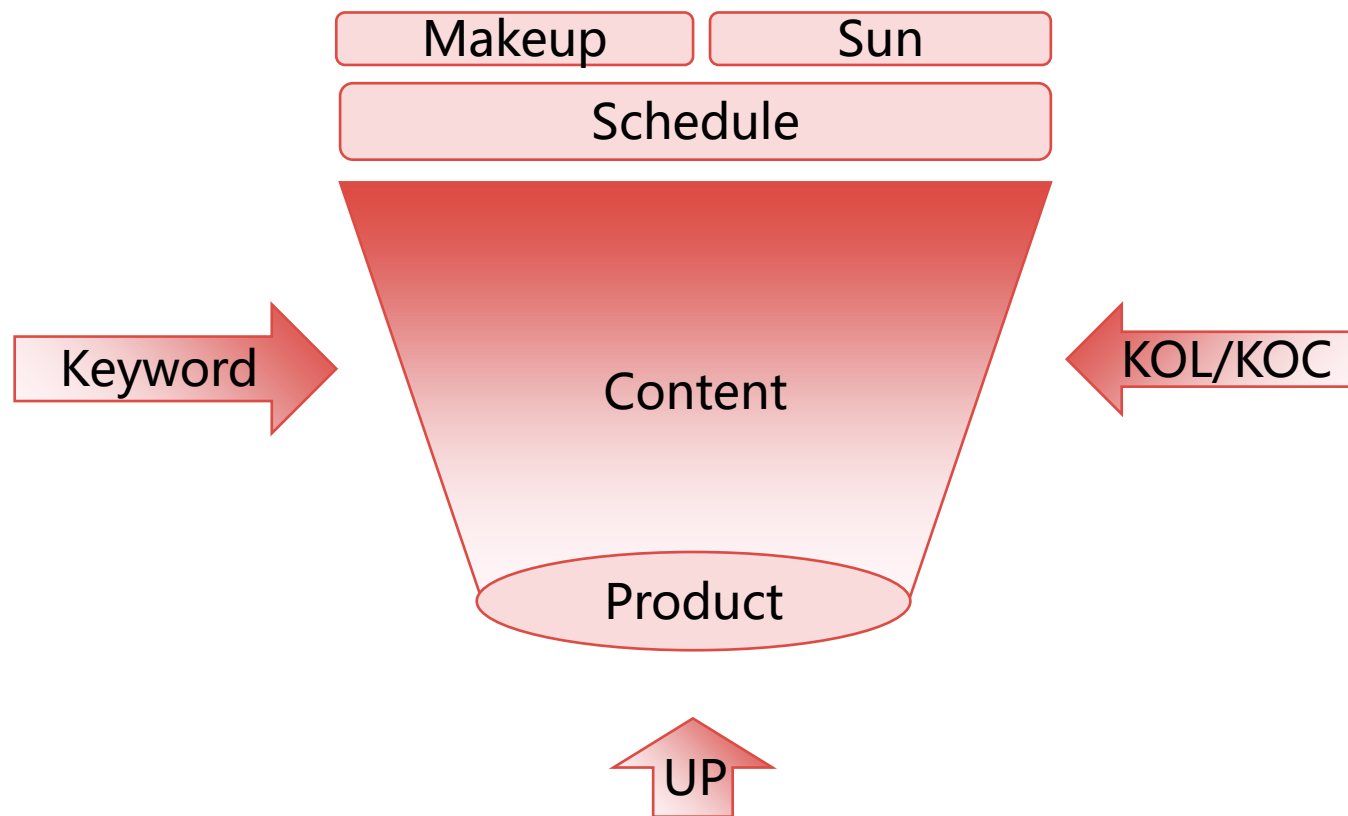 Makeup
Sun
Schedule
Keyword
KOL/KOC
Content
Product
UP